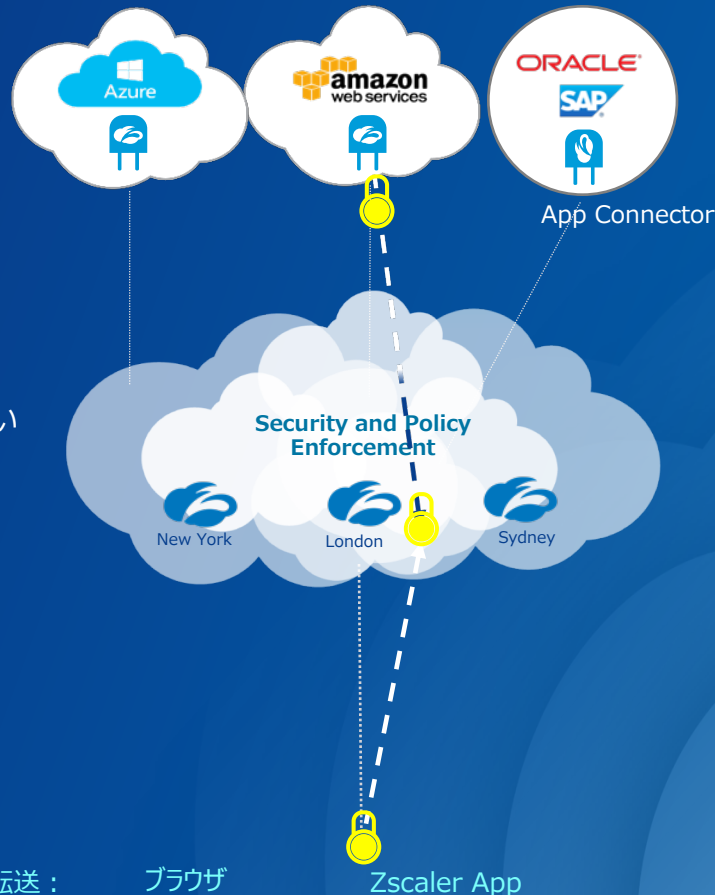 Azure
amazon
web services
ORACLE
SAP
App Connector
い
Security and Policy
Enforcement
New York
London
Sydney
転送：
ブラウザ
Zscaler App